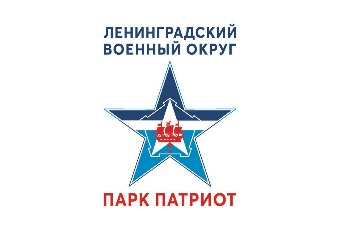 ЛЕНИНГРАДСКИЙ
ВОЕННЫЙ ОКРУГ
ПАРК ПАТРИОТ